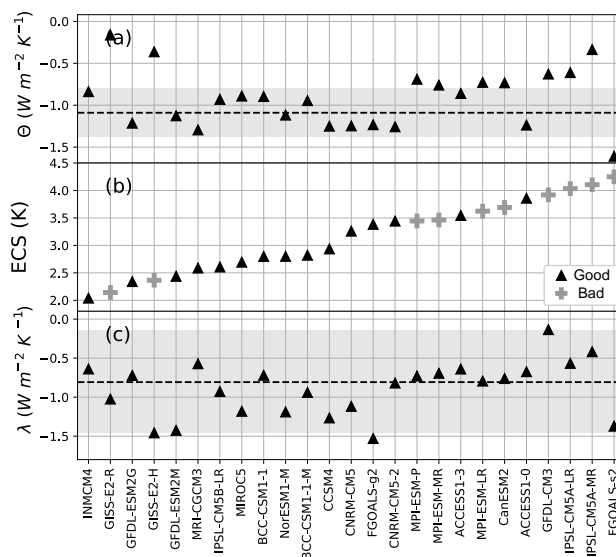 0.0
−0.5
−1.0
−1.5
Θ (W m⁻² K⁻¹)
(a)
4.5
4.0
3.5
3.0
2.5
2.0
ECS (K)
(b)
Good
Bad
0.0
−0.5
−1.0
−1.5
λ (W m⁻² K⁻¹)
(c)
INMCM4
GISS-E2-R
GFDL-ESM2G
GISS-E2-H
GFDL-ESM2M
MRI-CGCM3
IPSL-CM5B-LR
MIROC5
BCC-CSM1-1
NorESM1-M
BCC-CSM1-1-M
CCSM4
CNRM-CM5
FGOALS-g2
CNRM-CM5-2
MPI-ESM-P
MPI-ESM-MR
ACCESS1-3
MPI-ESM-LR
CanESM2
ACCESS1-0
GFDL-CM3
IPSL-CM5A-LR
IPSL-CM5A-MR
FGOALS-s2